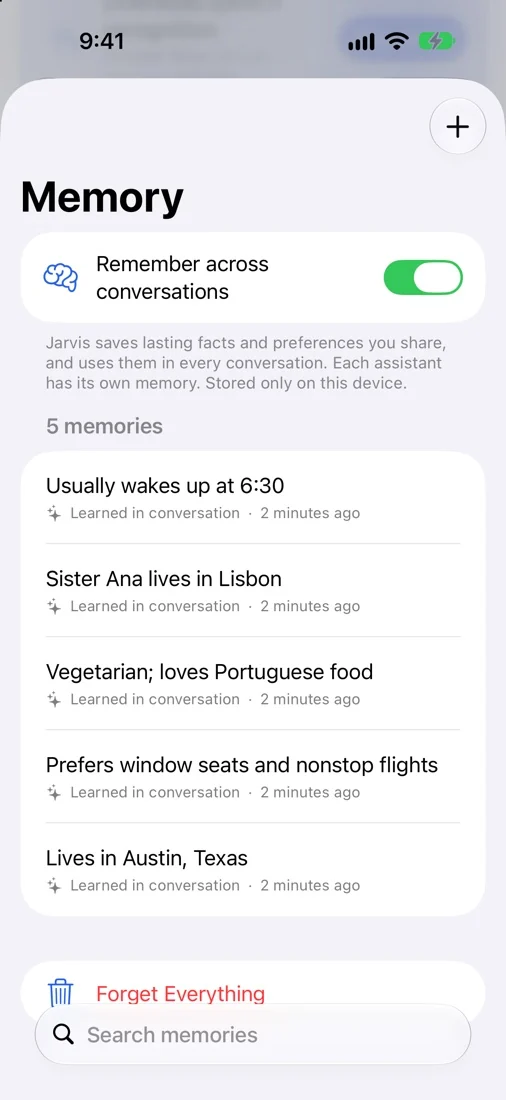 9:41
Memory
Remember across
conversations
Jarvis saves lasting facts and preferences you share,
and uses them in every conversation. Each assistant
has its own memory. Stored only on this device.
5 memories
Usually wakes up at 6:30
Learned in conversation · 2 minutes ago
Sister Ana lives in Lisbon
Learned in conversation · 2 minutes ago
Vegetarian; loves Portuguese food
Learned in conversation · 2 minutes ago
Prefers window seats and nonstop flights
Learned in conversation · 2 minutes ago
Lives in Austin, Texas
Learned in conversation · 2 minutes ago
Forget Everything
Search memories